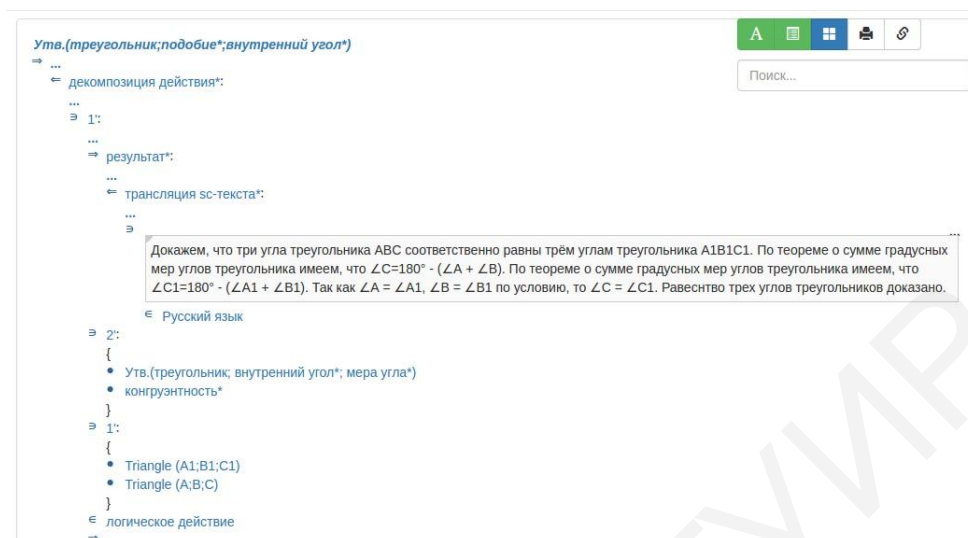 Утв.(треугольник;подобие*;внутренний угол*)
A
Поиск...
⇒ ...
⇐ декомпозиция действия*:
...
∋ 1':
...
⇒ результат*:
...
⇐ трансляция sc-текста*:
...
∋ ...
Докажем, что три угла треугольника ABC соответственно равны трём углам треугольника A1B1C1. По теореме о сумме градусных
мер углов треугольника имеем, что ∠C=180° - (∠A + ∠B). По теореме о сумме градусных мер углов треугольника имеем, что
∠C1=180° - (∠A1 + ∠B1). Так как ∠A = ∠A1, ∠B = ∠B1 по условию, то ∠C = ∠C1. Равеснтво трех углов треугольников доказано.
∈ Русский язык
∋ 2':
{
• Утв.(треугольник; внутренний угол*; мера угла*)
• конгруэнтность*
}
∋ 1':
{
• Triangle (A1;B1;C1)
• Triangle (A;B;C)
}
∈ логическое действие
⇒
ГУИР